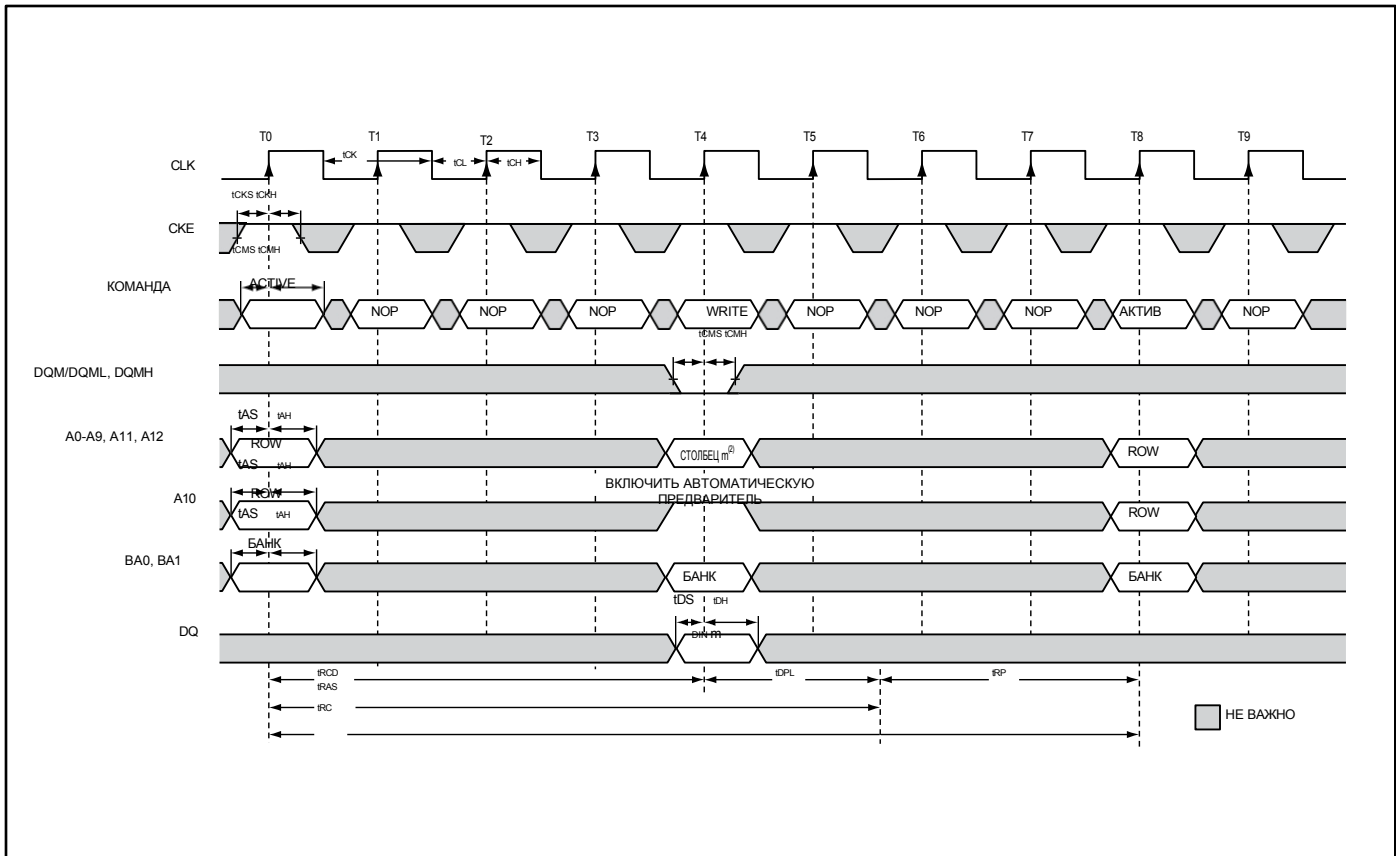 T0 T1 T2 T3 T4 T5 T6 T7 T8 T9
CLK tCK tCL tCH
tCKS tCKH
CKE
tCMS tCMH
КОМАНДА ACTIVE NOP NOP NOP WRITE NOP NOP NOP АКТИВ NOP
tCMS tCMH
DQM/DQML, DQMH
tAS tAH
A0-A9, A11, A12 ROW СТОЛБЕЦ m(2) ROW
tAS tAH
ВКЛЮЧИТЬ АВТОМАТИЧЕСКУЮ
ПРЕДВАРИТЕЛЬ
A10 ROW ROW
tAS tAH
BA0, BA1 БАНК БАНК БАНК
tDS tDH
DQ DIN m
tRCD tDPL tRP
tRAS
tRC
НЕ ВАЖНО